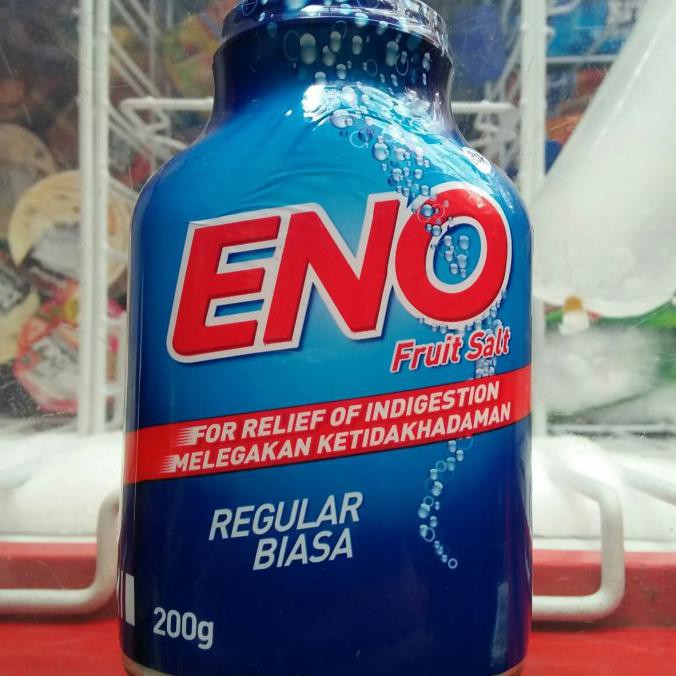 ENO
Fruit Salt
FOR RELIEF OF INDIGESTION
MELEGAKAN KETIDAKHADAMAN
REGULAR
BIASA
200g